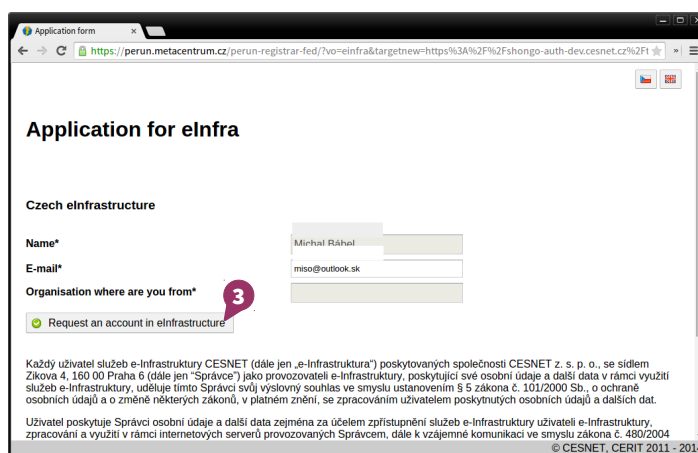 Application form ×
https://perun.metacentrum.cz/perun-registrar-fed/?vo=einfra&targetnew=https%3A%2F%2Fshongo-auth-dev.cesnet.cz%2Ft
Application for eInfra
Czech eInfrastructure
Name* Michal Bábel
E-mail* miso@outlook.sk
Organisation where are you from*
3
Request an account in eInfrastructure
Každý uživatel služeb e-Infrastruktury CESNET (dále jen „e-Infrastruktura“) poskytovaných společnosti CESNET z. s. p. o., se sídlem
Zikova 4, 160 00 Praha 6 (dále jen “Správce”) jako provozovateli e-Infrastruktury, poskytující své osobní údaje a další data v rámci využití
služeb e-Infrastruktury, uděluje tímto Správci svůj výslovný souhlas ve smyslu ustanovením § 5 zákona č. 101/2000 Sb., o ochraně
osobních údajů a o změně některých zákonů, v platném znění, se zpracováním uživatelem poskytnutých osobních údajů a dalších dat.
Uživatel poskytuje Správci osobní údaje a další data zejména za účelem zpřístupnění služeb e-Infrastruktury uživateli e-Infrastruktury,
zpracování a využití v rámci internetových serverů provozovaných Správcem, dále k vzájemné komunikaci ve smyslu zákona č. 480/2004
© CESNET, CERIT 2011 - 201